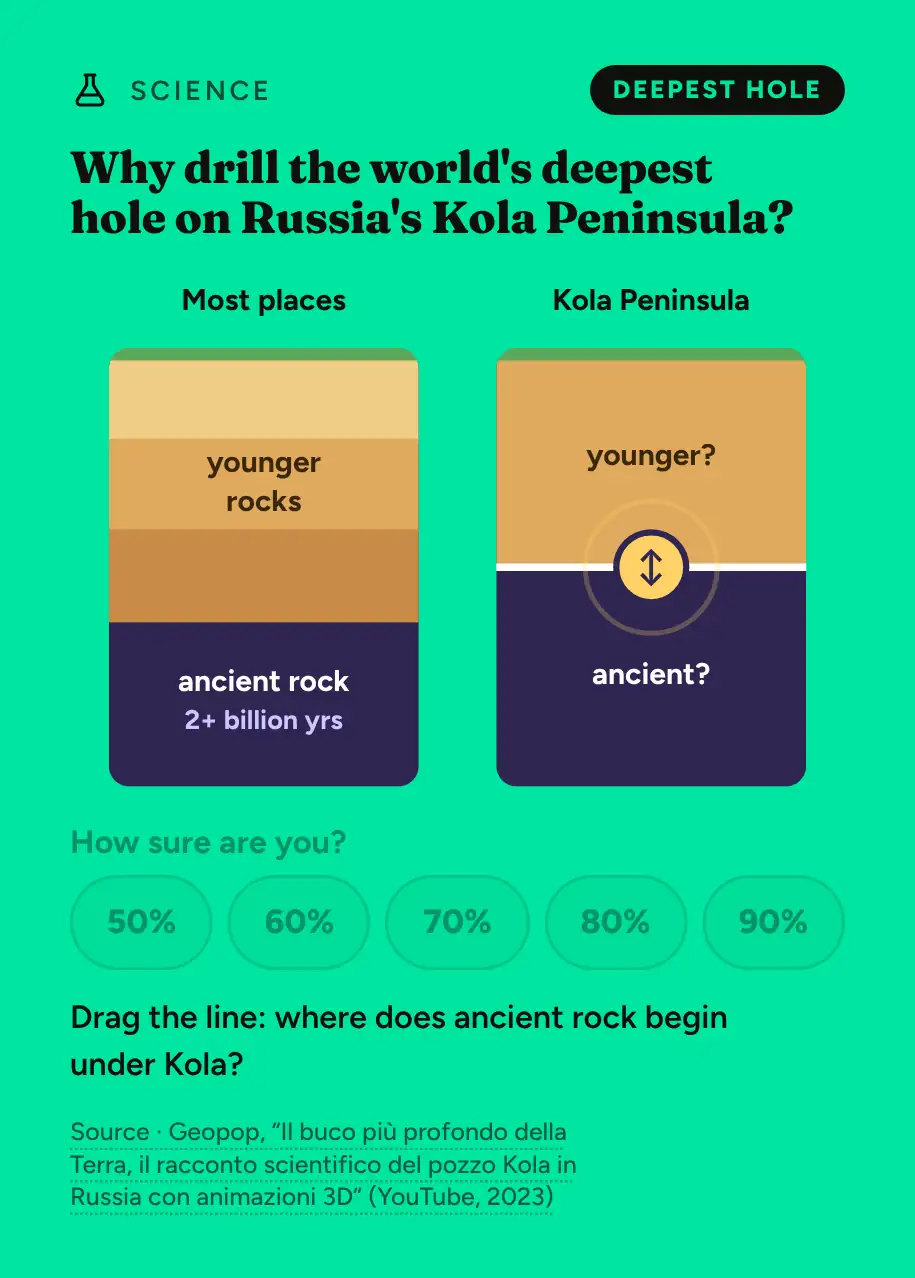 SCIENCE
DEEPEST HOLE
Why drill the world's deepest
hole on Russia's Kola Peninsula?
Most places
Kola Peninsula
younger
rocks
ancient rock
2+ billion yrs
younger?
ancient?
How sure are you?
50%
60%
70%
80%
90%
Drag the line: where does ancient rock begin
under Kola?
Source · Geopop, “Il buco più profondo della
Terra, il racconto scientifico del pozzo Kola in
Russia con animazioni 3D” (YouTube, 2023)